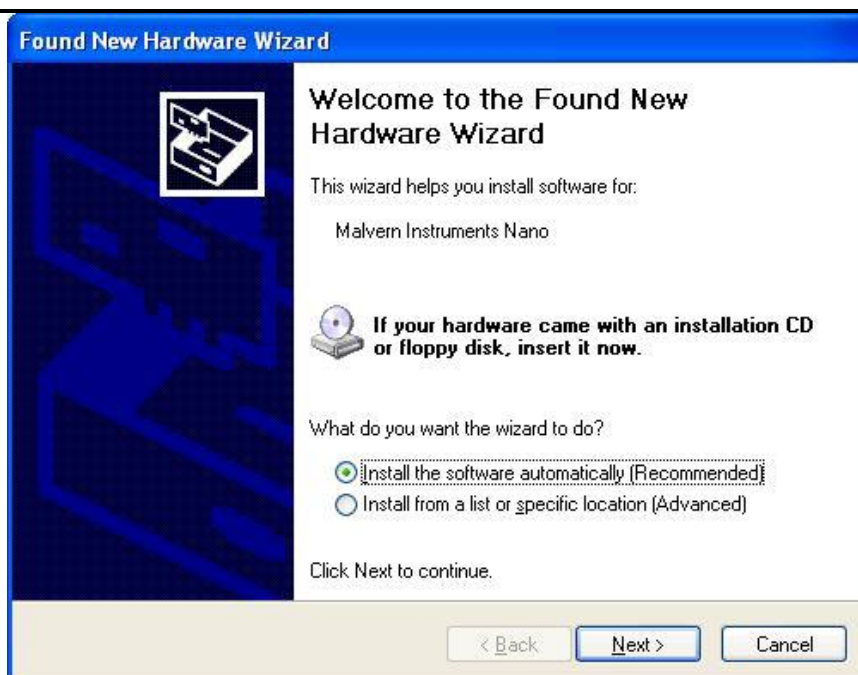 Found New Hardware Wizard
Welcome to the Found New
Hardware Wizard
This wizard helps you install software for:
Malvern Instruments Nano
If your hardware came with an installation CD
or floppy disk, insert it now.
What do you want the wizard to do?
Install the software automatically (Recommended)
Install from a list or specific location (Advanced)
Click Next to continue.
< Back Next > Cancel